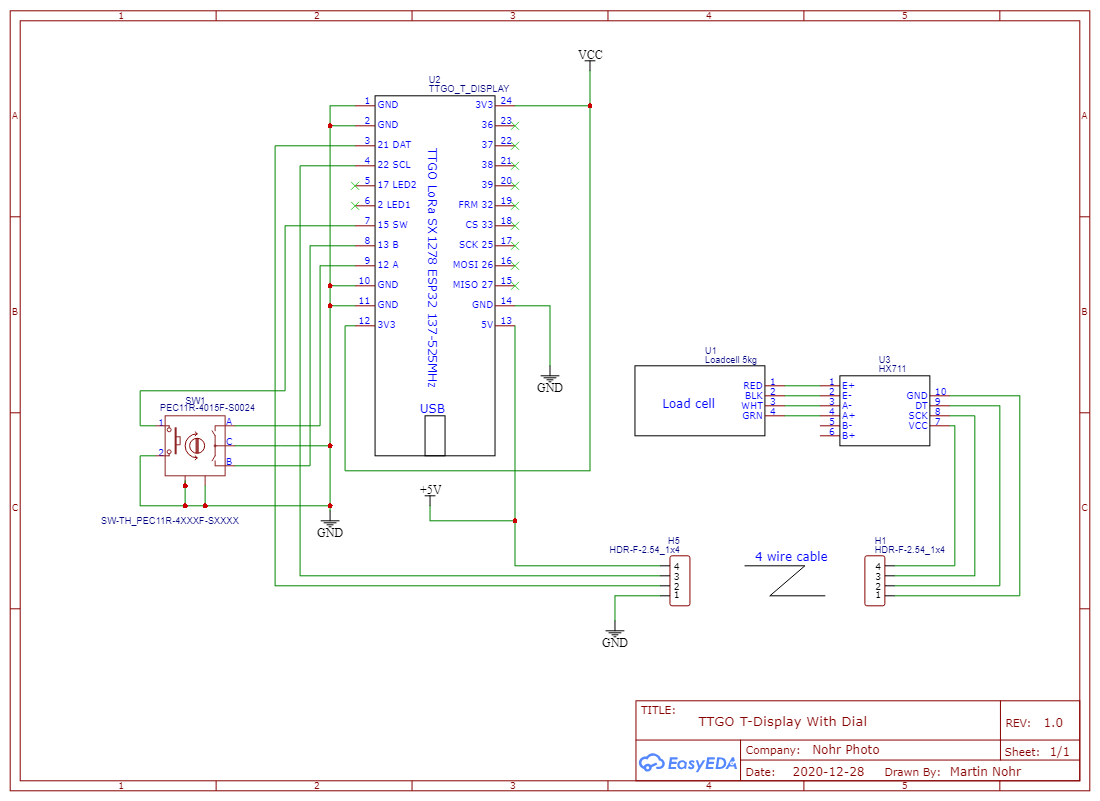 1 2 3 4 5
A A
B B
C C
VCC
U2
TTGO_T_DISPLAY
1 GND 3V3 24
2 GND 36 23
3 21 DAT 37 22
4 22 SCL 38 21
5 17 LED2 39 20
6 2 LED1 FRM 32 19
7 15 SW CS 33 18
8 13 B SCK 25 17
9 12 A MOSI 26 16
10 GND MISO 27 15
11 GND GND 14
12 3V3 5V 13
TTGO LoRa SX1278 ESP32 137-525MHz
USB
GND
SW1
PEC11R-4015F-S0024
1 A
C
2 B
SW-TH_PEC11R-4XXXF-SXXXX
GND
+5V
U1
Loadcell 5kg
Load cell
RED 1
BLK 2
WHT 3
GRN 4
U3
HX711
1 E+ GND 10
2 E- DT 9
3 A- SCK 8
4 A+ VCC 7
5 B-
6 B+
H5
HDR-F-2.54_1x4
4
3
2
1
GND
4 wire cable
H1
HDR-F-2.54_1x4
4
3
2
1
TITLE:
TTGO T-Display With Dial
REV: 1.0
EasyEDA
Company: Nohr Photo
Sheet: 1/1
Date: 2020-12-28 Drawn By: Martin Nohr
1 2 3 4 5